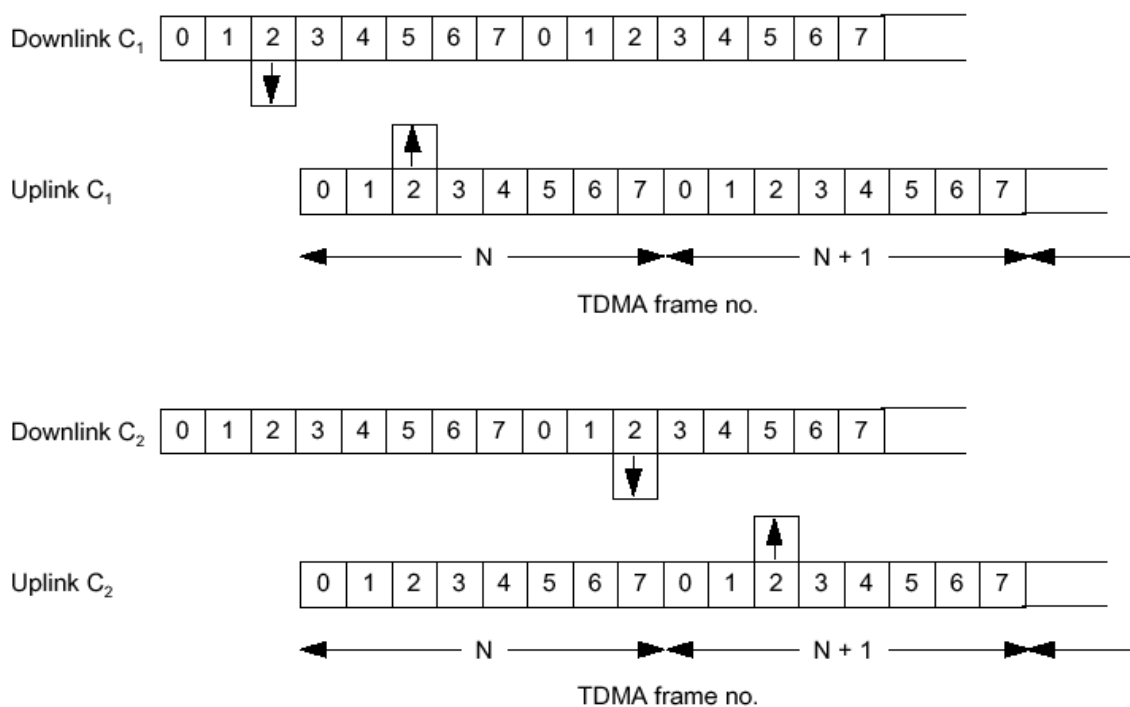 Downlink C₁ 0 1 2 3 4 5 6 7 0 1 2 3 4 5 6 7
Uplink C₁ 0 1 2 3 4 5 6 7 0 1 2 3 4 5 6 7
N N + 1
TDMA frame no.
Downlink C₂ 0 1 2 3 4 5 6 7 0 1 2 3 4 5 6 7
Uplink C₂ 0 1 2 3 4 5 6 7 0 1 2 3 4 5 6 7
N N + 1
TDMA frame no.